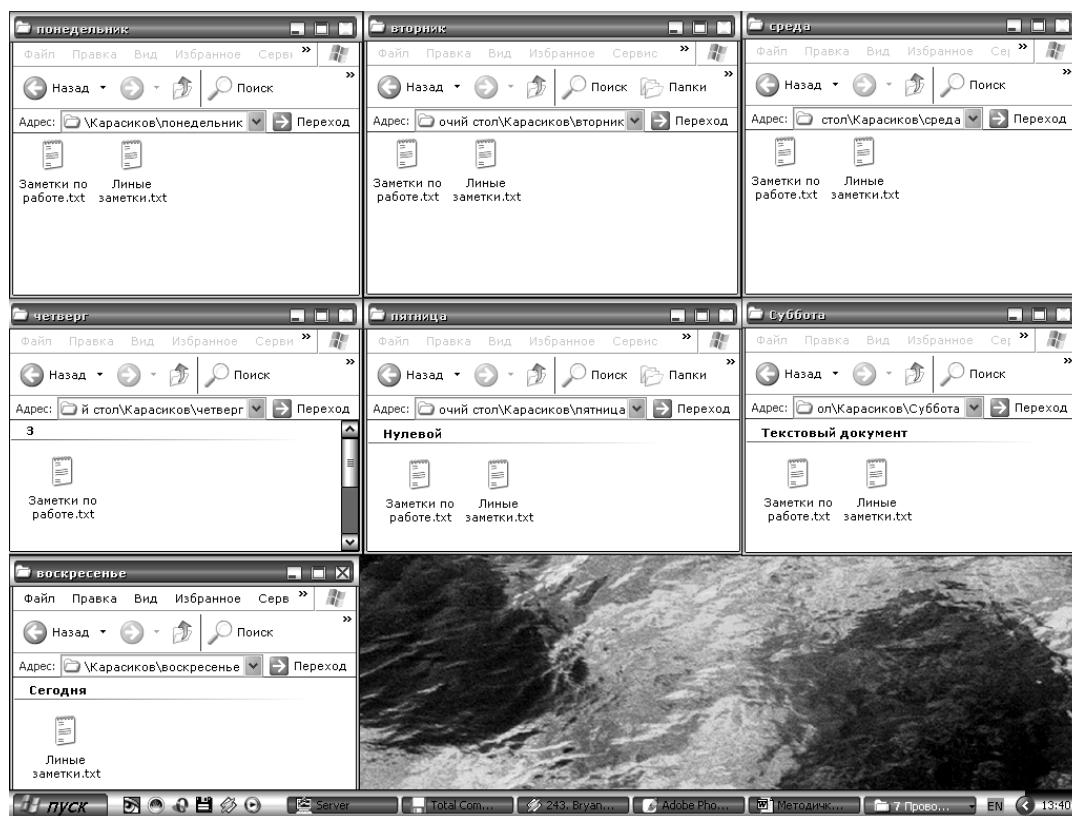 понедельник
Файл Правка Вид Избранное Серви »
Назад Поиск »
Адрес: \Карасиков\понедельник Переход
Заметки по
работе.txt
Линые
заметки.txt
вторник
Файл Правка Вид Избранное Сервис »
Назад Поиск Папки »
Адрес: очий стол\Карасиков\вторник Переход
Заметки по
работе.txt
Линые
заметки.txt
среда
Файл Правка Вид Избранное Сер »
Назад Поиск »
Адрес: стол\Карасиков\среда Переход
Заметки по
работе.txt
Линые
заметки.txt
четверг
Файл Правка Вид Избранное Серви »
Назад Поиск »
Адрес: й стол\Карасиков\четверг Переход
З
Заметки по
работе.txt
пятница
Файл Правка Вид Избранное Сервис »
Назад Поиск Папки »
Адрес: очий стол\Карасиков\пятница Переход
Нулевой
Заметки по
работе.txt
Линые
заметки.txt
Суббота
Файл Правка Вид Избранное Сер »
Назад Поиск »
Адрес: ол\Карасиков\Суббота Переход
Текстовый документ
Заметки по
работе.txt
Линые
заметки.txt
воскресенье
Файл Правка Вид Избранное Серв »
Назад Поиск »
Адрес: \Карасиков\воскресенье Переход
Сегодня
Линые
заметки.txt
пуск Server Total Com... 243. Bryan... Adobe Pho... Методичк... 7 Прово... EN 13:40